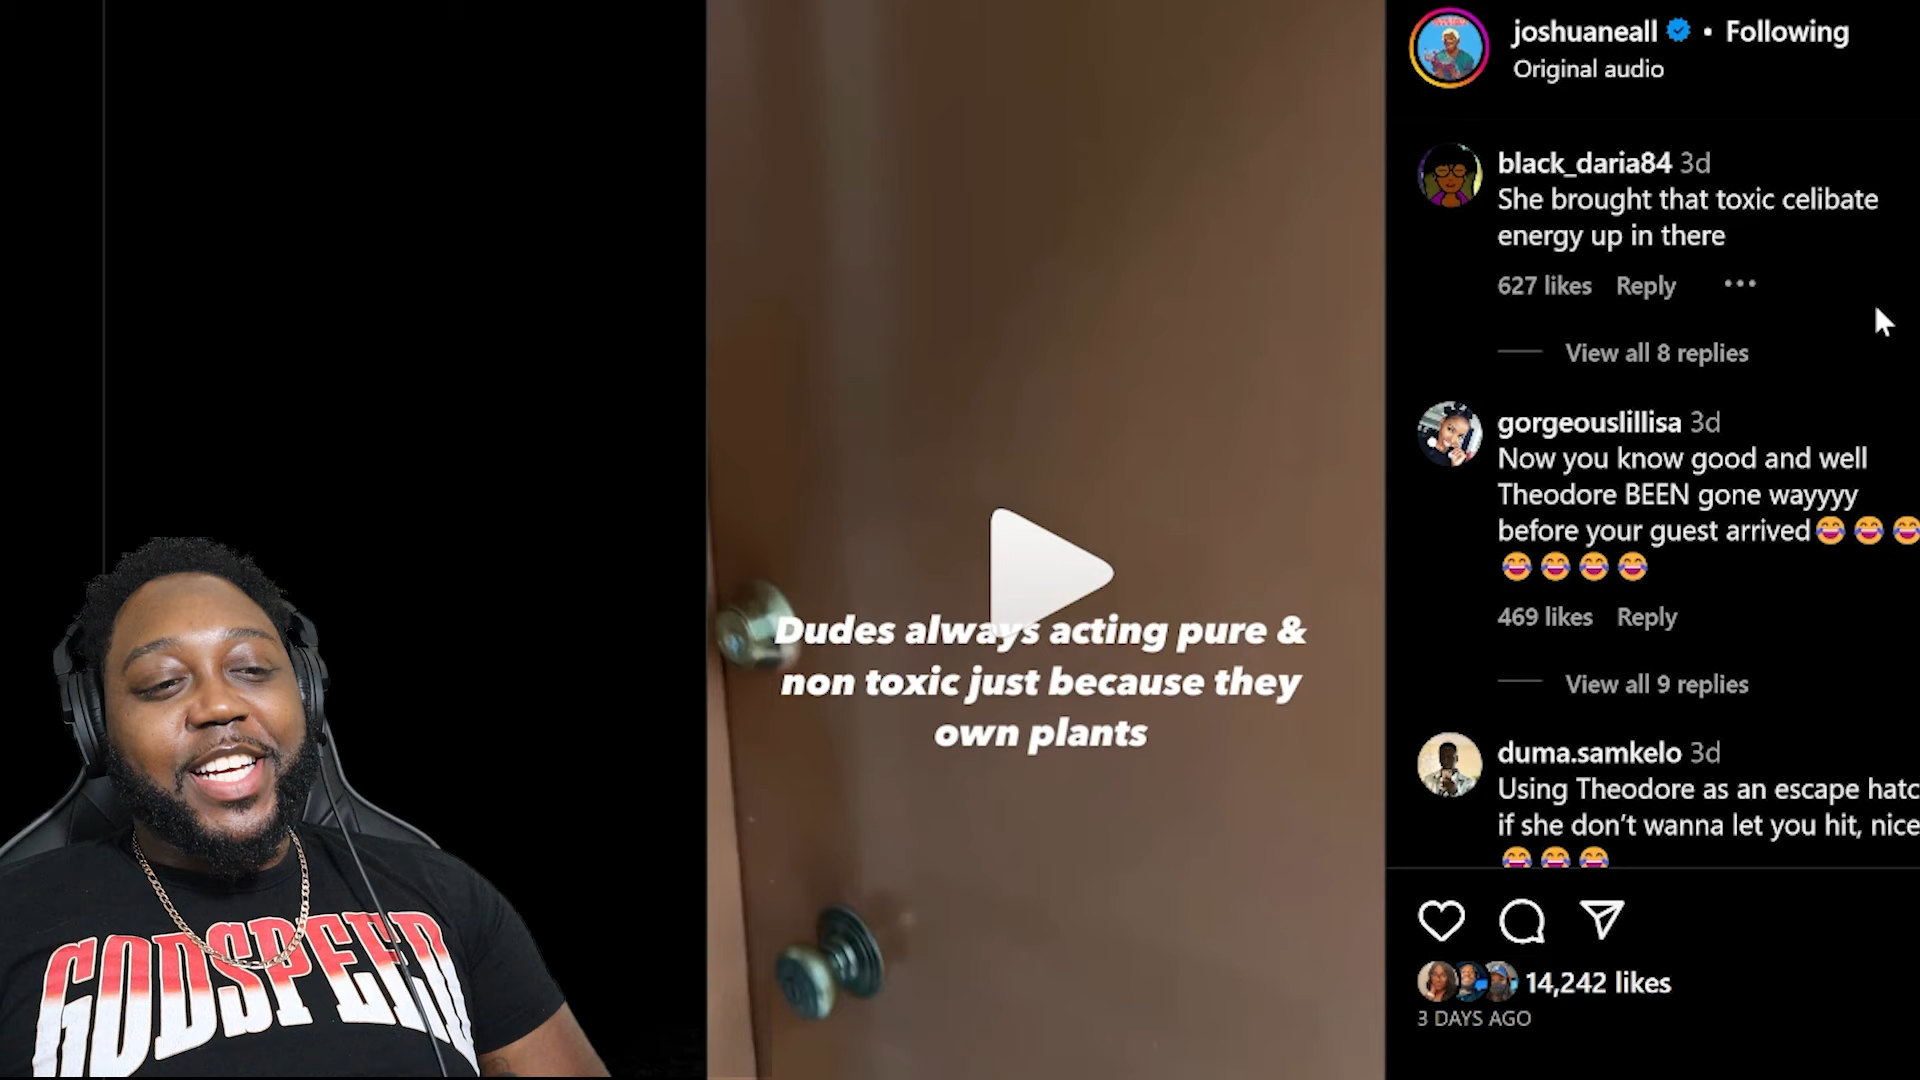 joshuaneall • Following
Original audio
black_daria84 3d
She brought that toxic celibate
energy up in there
627 likes Reply •••
View all 8 replies
gorgeouslillisa 3d
Now you know good and well
Theodore BEEN gone wayyyy
before your guest arrived😂😂😂
😂😂😂😂
469 likes Reply
View all 9 replies
duma.samkelo 3d
Using Theodore as an escape hatc
if she don't wanna let you hit, nice
😂😂😂
14,242 likes
3 DAYS AGO
Dudes always acting pure &
non toxic just because they
own plants
GODSPEED